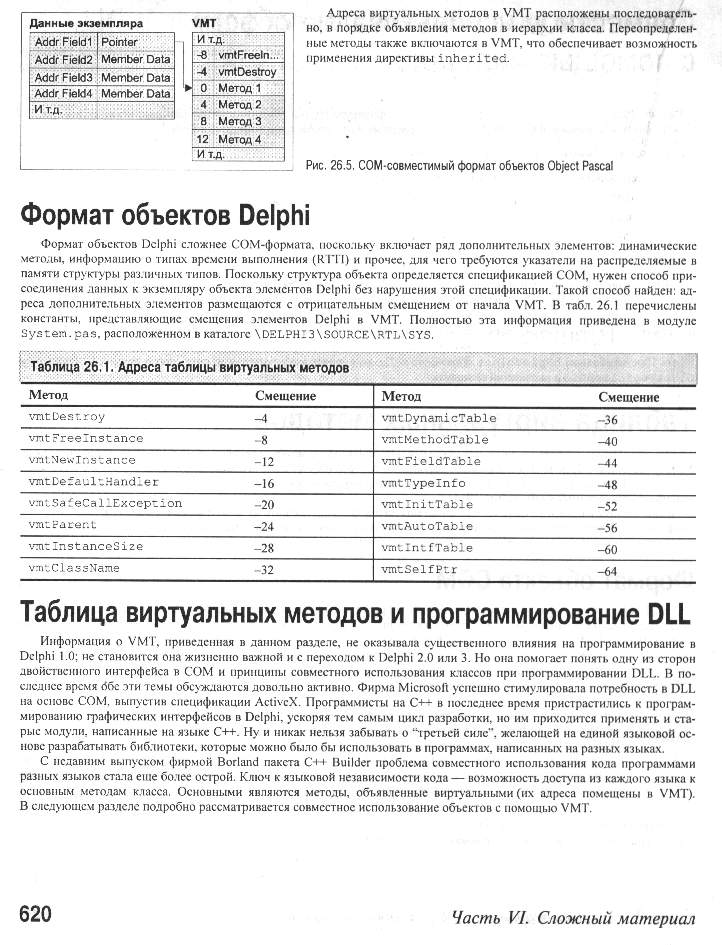 Данные экземпляра
Addr Field1 Pointer
Addr Field2 Member Data
Addr Field3 Member Data
Addr Field4 Member Data
И т.д.
VMT
И т.д.
-8 vmtFreeIn...
-4 vmtDestroy
0 Метод 1
4 Метод 2
8 Метод 3
12 Метод 4
И т.д.
Адреса виртуальных методов в VMT расположены последователь-
но, в порядке объявления методов в иерархии класса. Переопределен-
ные методы также включаются в VMT, что обеспечивает возможность
применения директивы inherited.
Рис. 26.5. COM-совместимый формат объектов Object Pascal
Формат объектов Delphi
Формат объектов Delphi сложнее COM-формата, поскольку включает ряд дополнительных элементов: динамические
методы, информацию о типах времени выполнения (RTTI) и прочее, для чего требуются указатели на распределяемые в
памяти структуры различных типов. Поскольку структура объекта определяется спецификацией COM, нужен способ при-
соединения данных к экземпляру объекта элементов Delphi без нарушения этой спецификации. Такой способ найден: ад-
реса дополнительных элементов размещаются с отрицательным смещением от начала VMT. В табл. 26.1 перечислены
константы, представляющие смещения элементов Delphi в VMT. Полностью эта информация приведена в модуле
System.pas, расположенном в каталоге \DELPHI3\SOURCE\RTL\SYS.
Таблица 26.1. Адреса таблицы виртуальных методов
Метод Смещение Метод Смещение
vmtDestroy –4 vmtDynamicTable –36
vmtFreeInstance –8 vmtMethodTable –40
vmtNewInstance –12 vmtFieldTable –44
vmtDefaultHandler –16 vmtTypeInfo –48
vmtSafeCallException –20 vmtInitTable –52
vmtParent –24 vmtAutoTable –56
vmtInstanceSize –28 vmtIntfTable –60
vmtClassName –32 vmtSelfPtr –64
Таблица виртуальных методов и программирование DLL
Информация о VMT, приведенная в данном разделе, не оказывала существенного влияния на программирование в
Delphi 1.0; не становится она жизненно важной и с переходом к Delphi 2.0 или 3. Но она помогает понять одну из сторон
двойственного интерфейса в COM и принципы совместного использования классов при программировании DLL. В по-
следнее время обе эти темы обсуждаются довольно активно. Фирма Microsoft успешно стимулировала потребность в DLL
на основе COM, выпустив спецификации ActiveX. Программисты на C++ в последнее время пристрастились к програм-
мированию графических интерфейсов в Delphi, ускоряя тем самым цикл разработки, но им приходится применять и ста-
рые модули, написанные на языке C++. Ну и никак нельзя забывать о “третьей силе”, желающей на единой языковой ос-
нове разрабатывать библиотеки, которые можно было бы использовать в программах, написанных на разных языках.
С недавним выпуском фирмой Borland пакета C++ Builder проблема совместного использования кода программами
разных языков стала еще более острой. Ключ к языковой независимости кода — возможность доступа из каждого языка к
основным методам класса. Основными являются методы, объявленные виртуальными (их адреса помещены в VMT).
В следующем разделе подробно рассматривается совместное использование объектов с помощью VMT.
620
Часть VI. Сложный материал